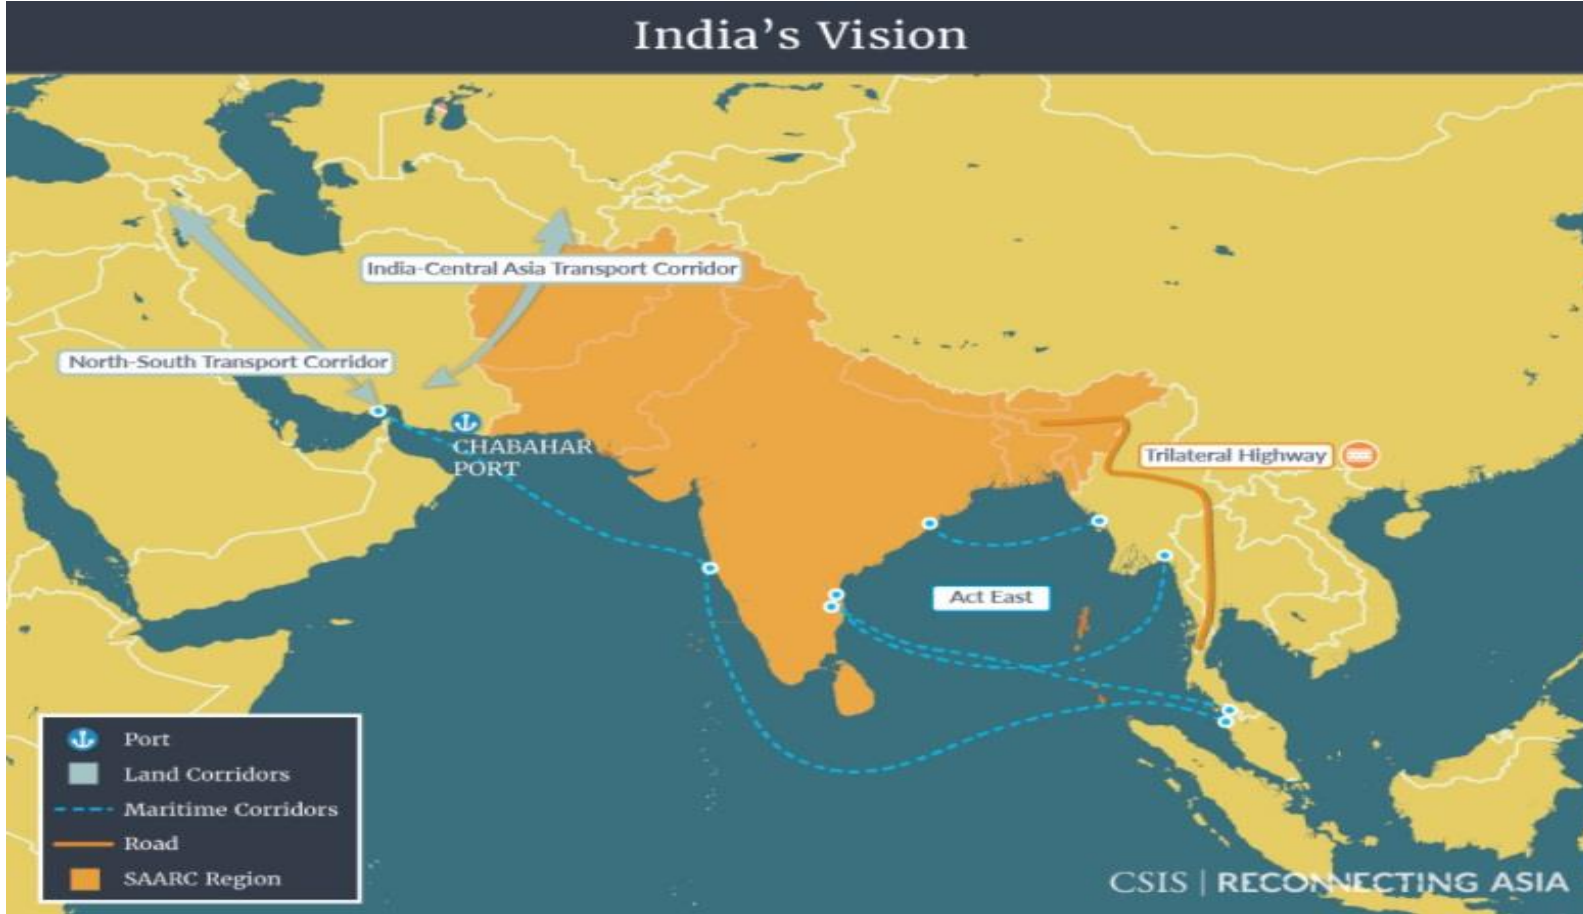 India's Vision
India-Central Asia Transport Corridor
North-South Transport Corridor
CHABAHAR
PORT
Trilateral Highway
Act East
Port
Land Corridors
Maritime Corridors
Road
SAARC Region
CSIS | RECONNECTING ASIA